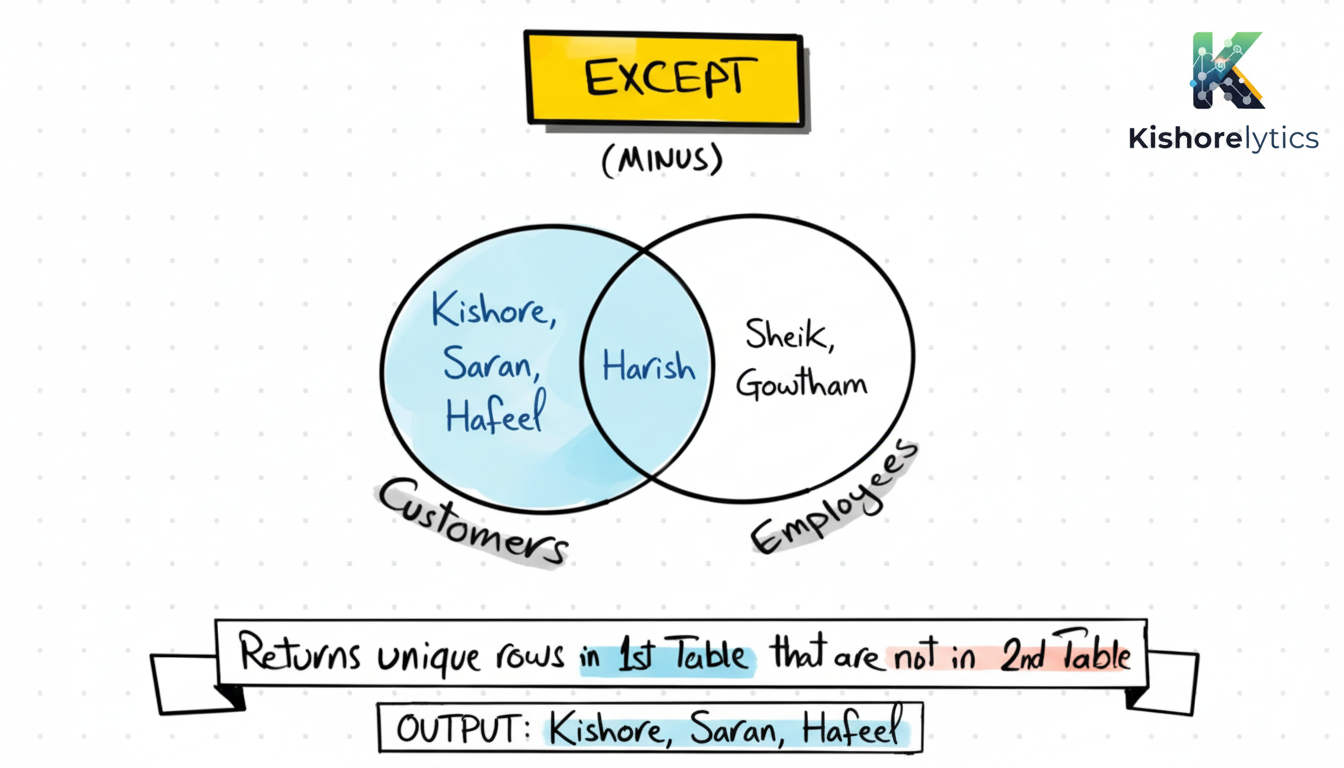 EXCEPT
(MINUS)
Kishorelytics
Kishore,
Saran,
Hafeel
Harish
Sheik,
Gowtham
Customers
Employees
Returns unique rows in 1st Table that are not in 2nd Table
OUTPUT: Kishore, Saran, Hafeel